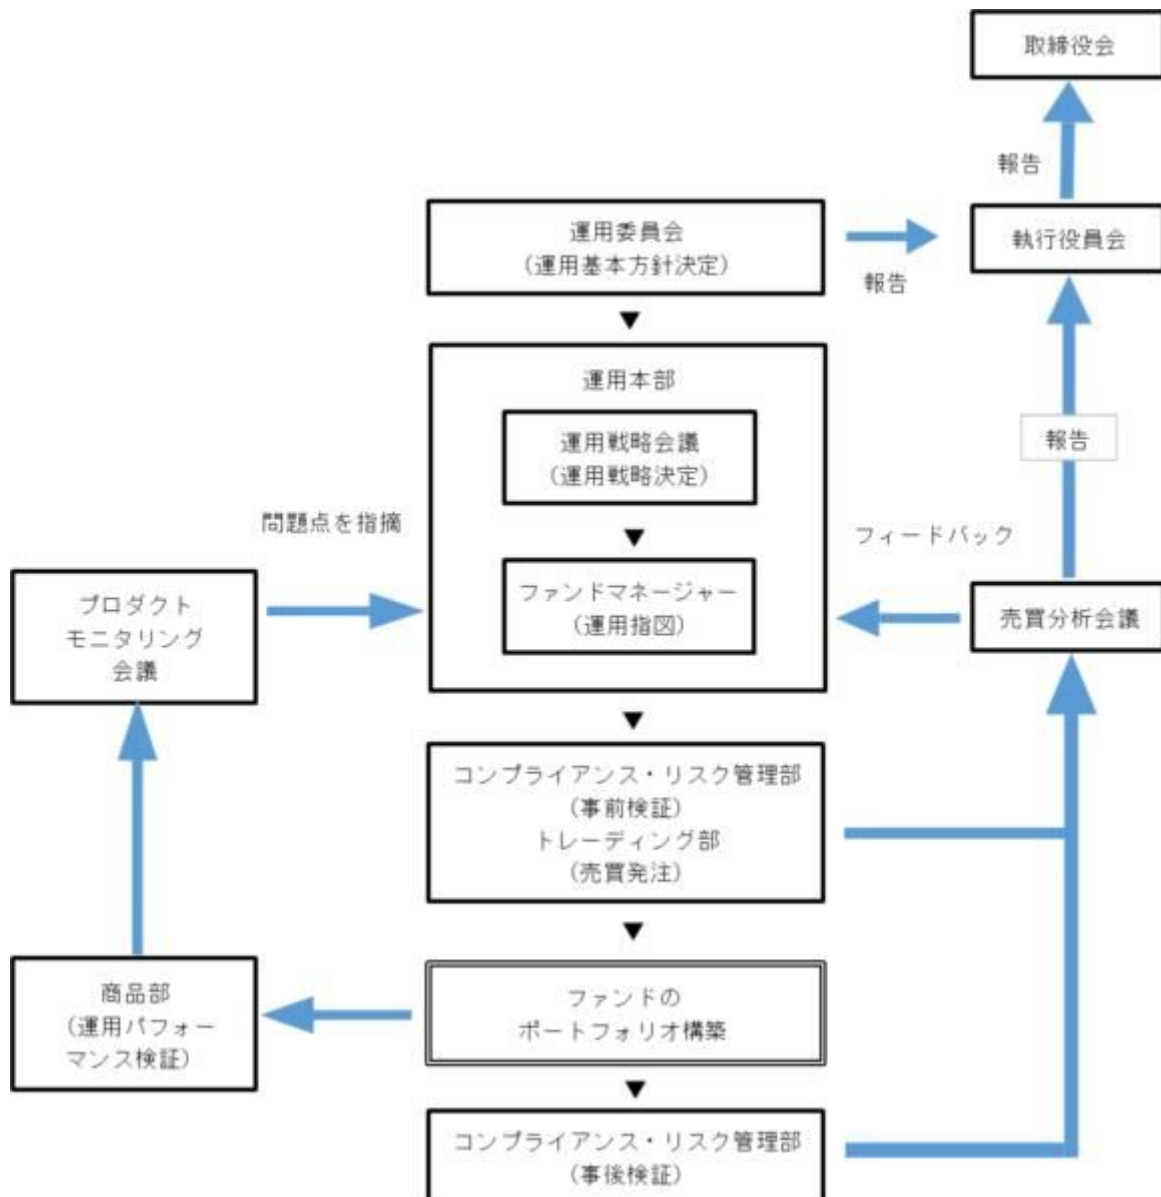 取締役会
報告
運用委員会
(運用基本方針決定)
報告
執行役員会
運用本部
運用戦略会議
(運用戦略決定)
報告
問題点を指摘
フィードバック
ファンドマネージャー
(運用指図)
プロダクト
モニタリング
会議
売買分析会議
コンプライアンス・リスク管理部
(事前検証)
トレーディング部
(売買発注)
商品部
(運用パフォー
マンス検証)
ファンドの
ポートフォリオ構築
コンプライアンス・リスク管理部
(事後検証)